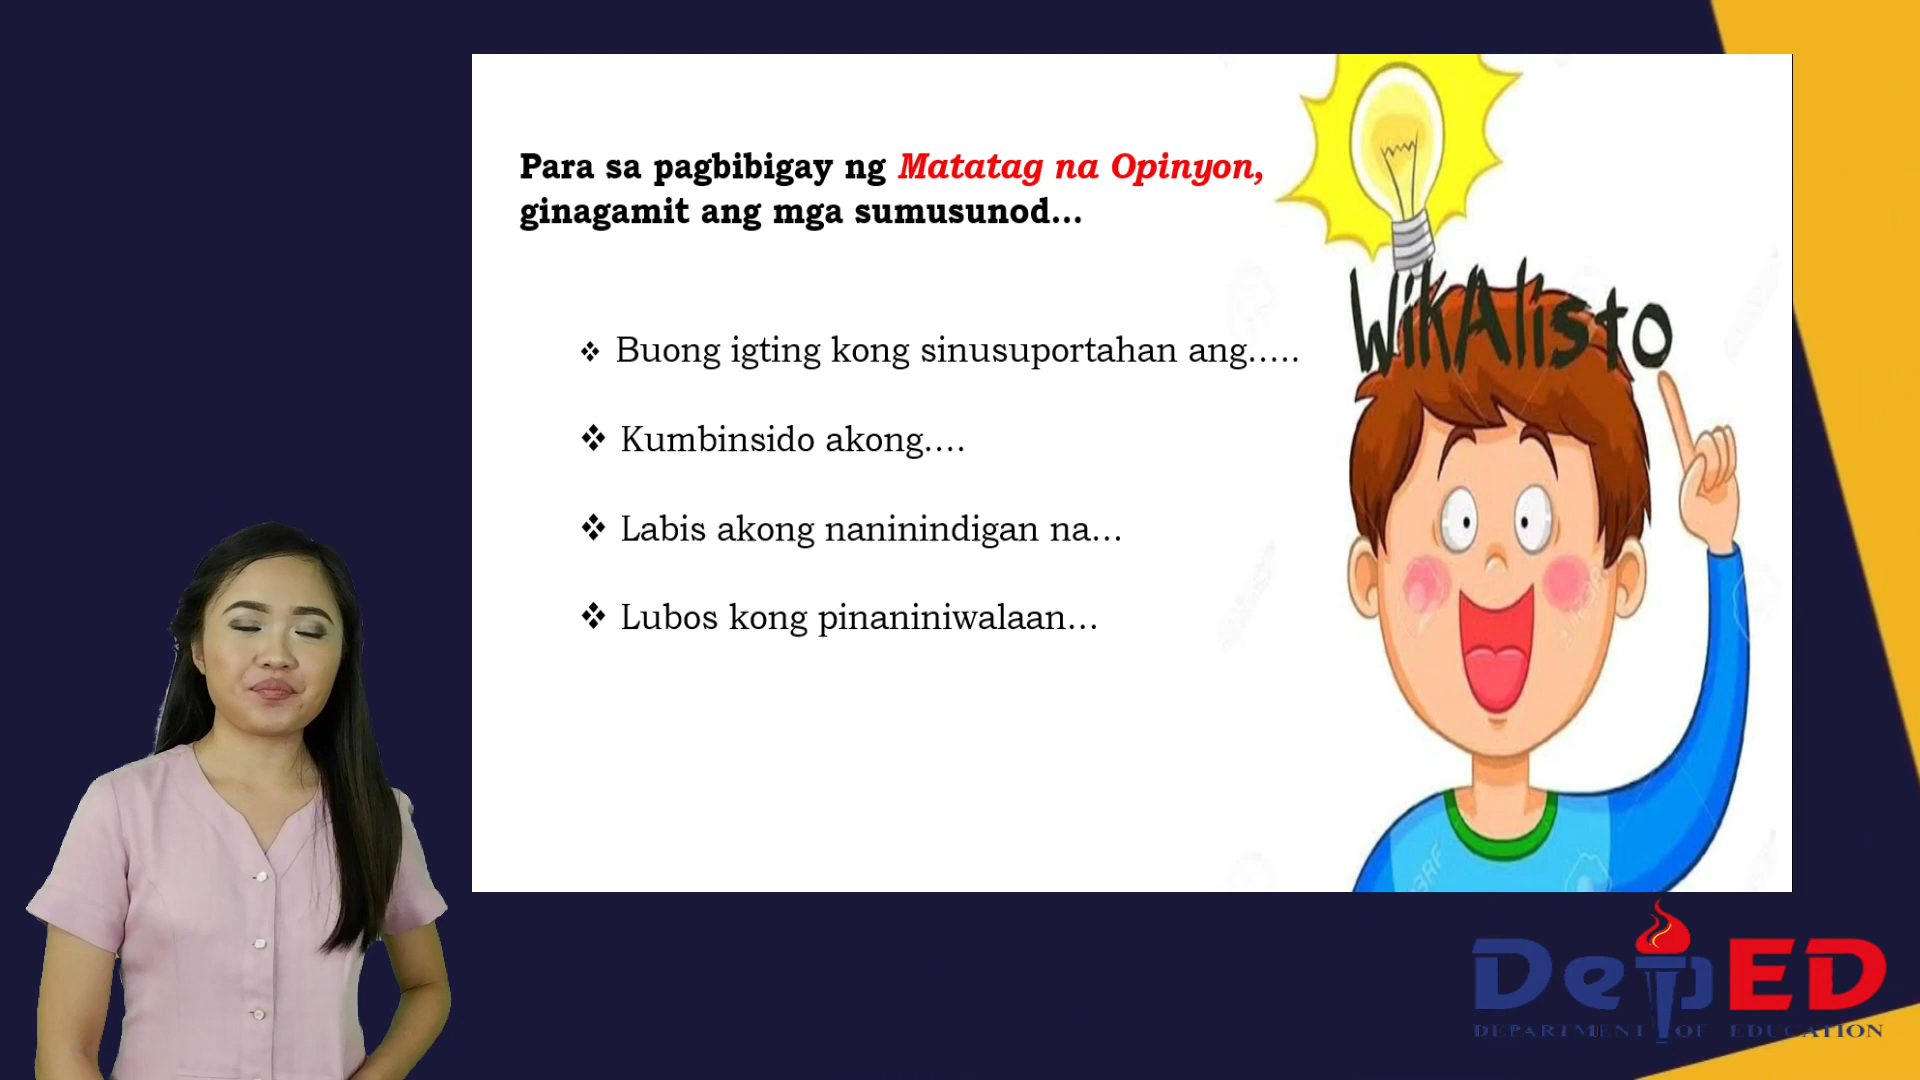 Para sa pagbibigay ng Matatag na Opinyon,
ginagamit ang mga sumusunod...
❖ Buong igting kong sinusuportahan ang.....
❖ Kumbinsido akong....
❖ Labis akong naninindigan na...
❖ Lubos kong pinaniniwalaan...
WikAlisto
DepED
DEPARTMENT OF EDUCATION